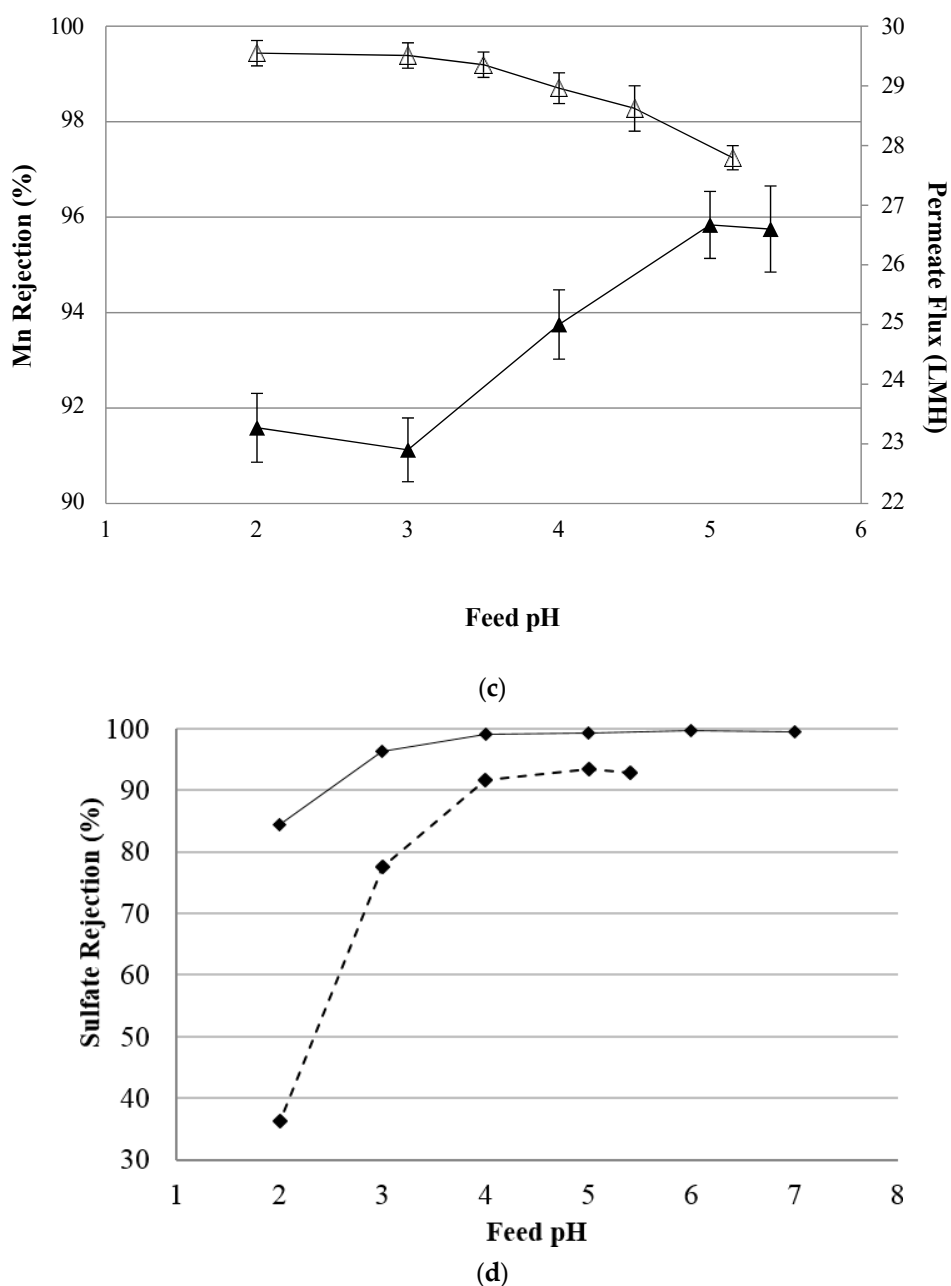 Mn Rejection (%)
100
98
96
94
92
90
30
29
28
27
26
25
24
23
22
Permeate Flux (LMH)
1 2 3 4 5 6
Feed pH
(c)
Sulfate Rejection (%)
100
90
80
70
60
50
40
30
1 2 3 4 5 6 7 8
Feed pH
(d)